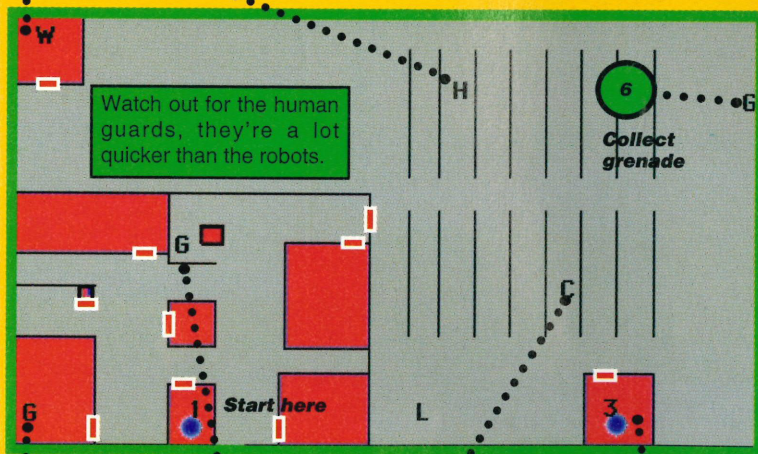 W
H
6
G
Watch out for the human
guards, they're a lot
quicker than the robots.
Collect
grenade
G
C
G
1
Start here
L
3